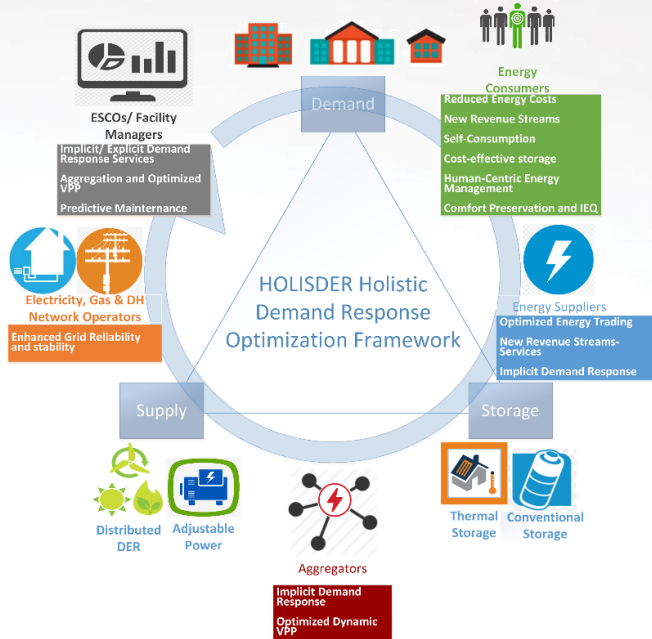 Demand
Energy
Consumers
Reduced Energy Costs
New Revenue Streams
Self-Consumption
Cost-effective storage
Human-Centric Energy
Management
Comfort Preservation and IEQ
ESCOs/ Facility
Managers
Implicit/ Explicit Demand
Response Services
Aggregation and Optimized
VPP
Predictive Mainternance
Electricity, Gas & DH
Network Operators
Enhanced Grid Reliability
and stability
HOLISDER Holistic
Demand Response
Optimization Framework
Energy Suppliers
Optimized Energy Trading
New Revenue Streams-
Services
Implicit Demand Response
Supply
Storage
Distributed
DER
Adjustable
Power
Thermal
Storage
Conventional
Storage
Aggregators
Implicit Demand
Response
Optimized Dynamic
VPP